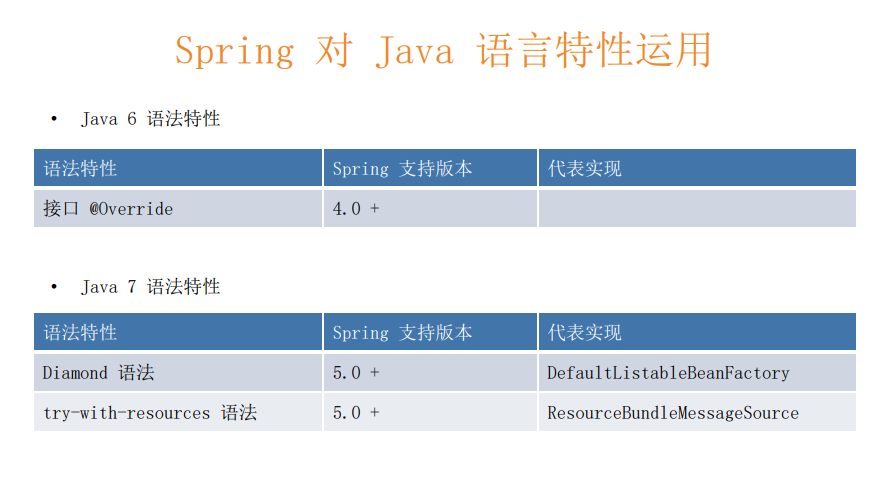 Spring 对 Java 语言特性运用
• Java 6 语法特性
语法特性 Spring 支持版本 代表实现
接口 @Override 4.0 +
• Java 7 语法特性
语法特性 Spring 支持版本 代表实现
Diamond 语法 5.0 + DefaultListableBeanFactory
try-with-resources 语法 5.0 + ResourceBundleMessageSource